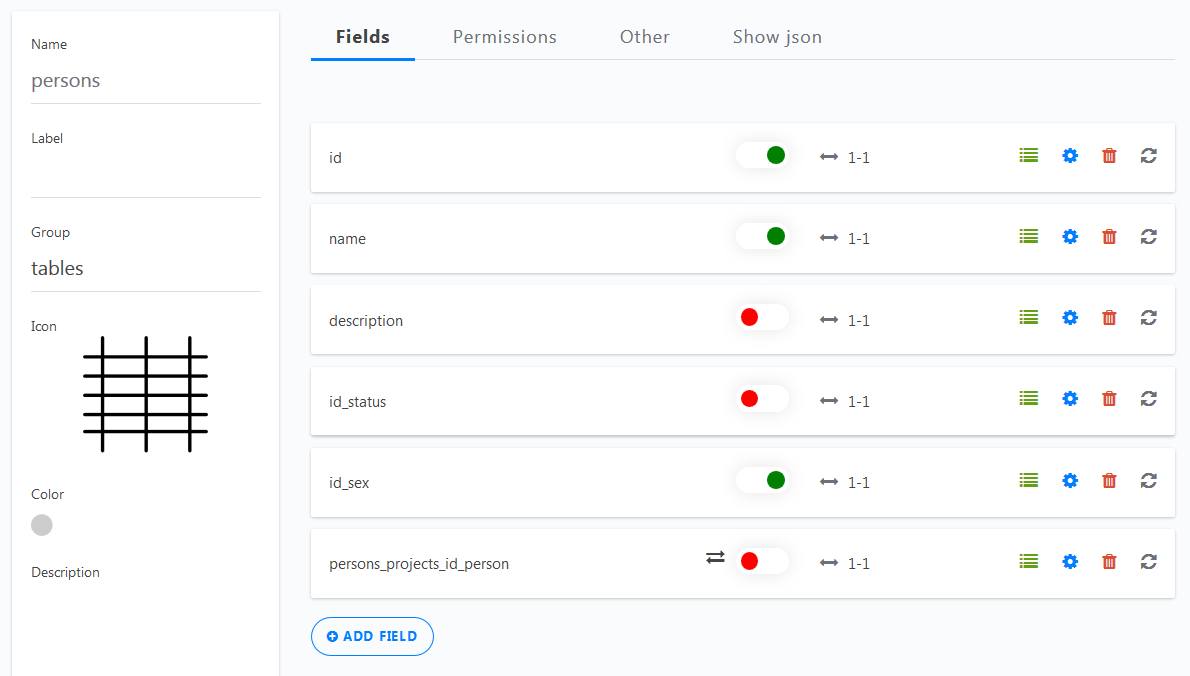 Name
persons
Label
Group
tables
Icon
Color
Description
Fields Permissions Other Show json
id 1-1
name 1-1
description 1-1
id_status 1-1
id_sex 1-1
persons_projects_id_person 1-1
ADD FIELD